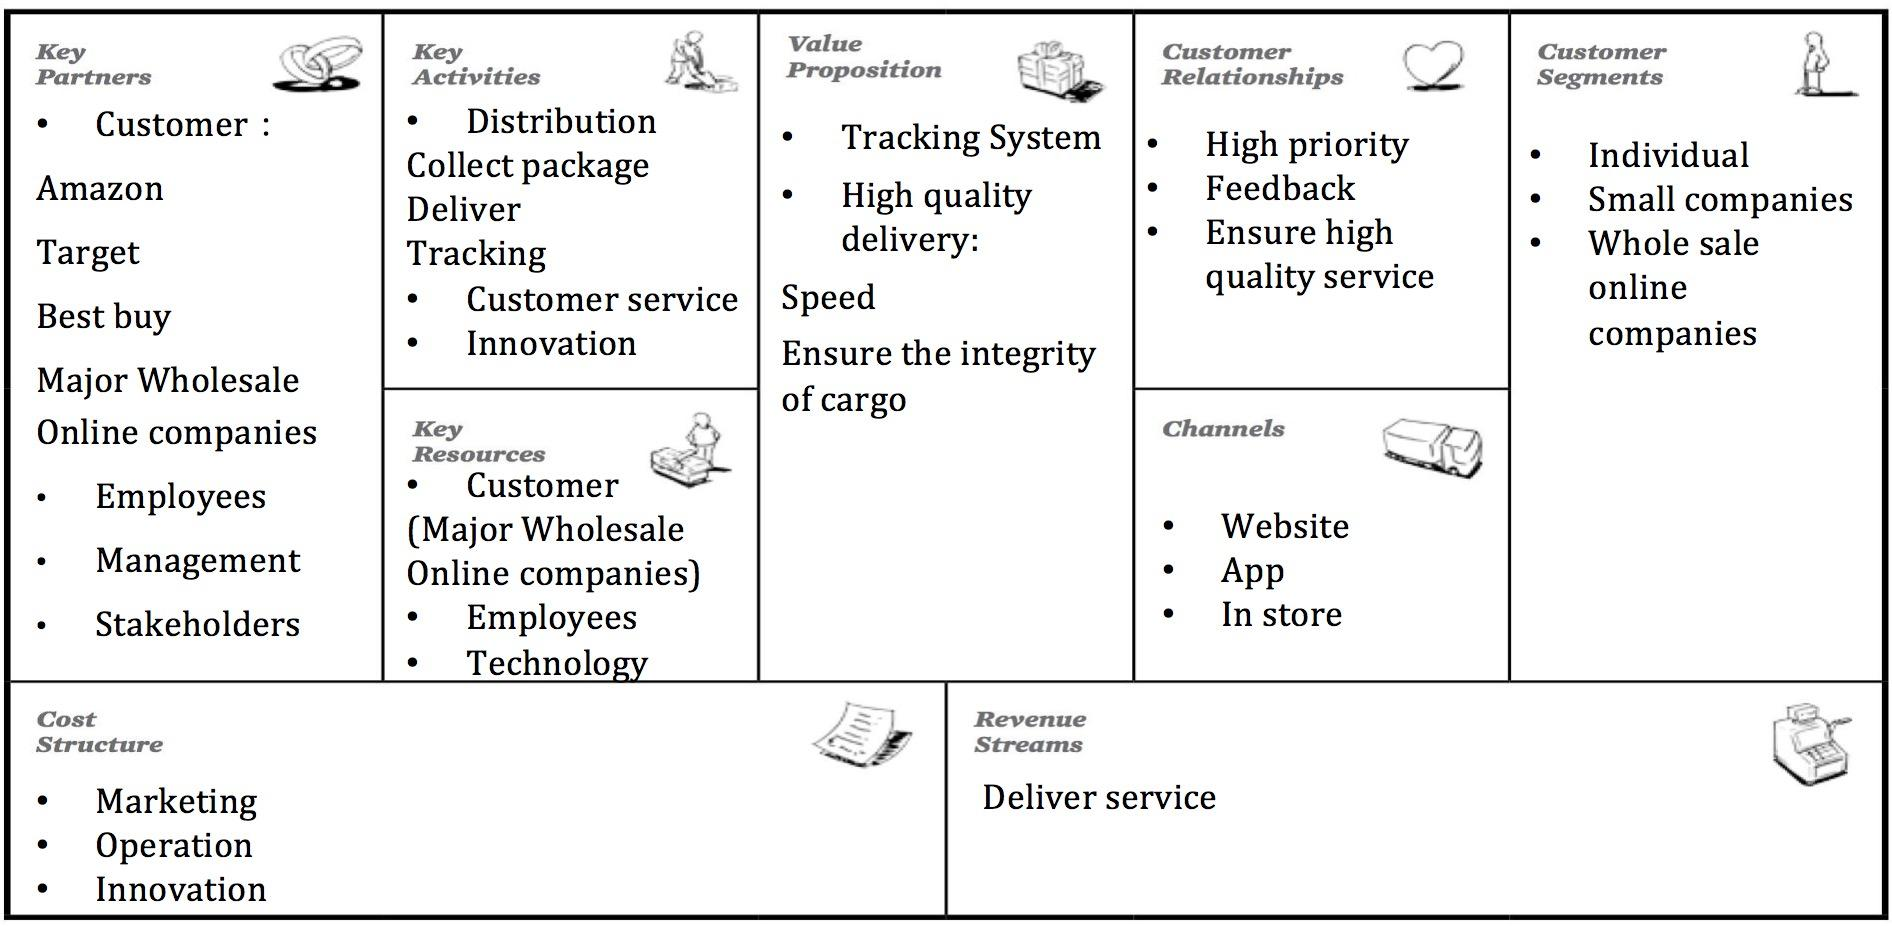 Key
Partners
• Customer :
Amazon
Target
Best buy
Major Wholesale
Online companies
• Employees
• Management
• Stakeholders
Key
Activities
• Distribution
Collect package
Deliver
Tracking
• Customer service
• Innovation
Key
Resources
• Customer
(Major Wholesale
Online companies)
• Employees
• Technology
Value
Proposition
• Tracking System
• High quality
delivery:
Speed
Ensure the integrity
of cargo
Customer
Relationships
• High priority
• Feedback
• Ensure high
quality service
Channels
• Website
• App
• In store
Customer
Segments
• Individual
• Small companies
• Whole sale
online
companies
Cost
Structure
• Marketing
• Operation
• Innovation
Revenue
Streams
Deliver service